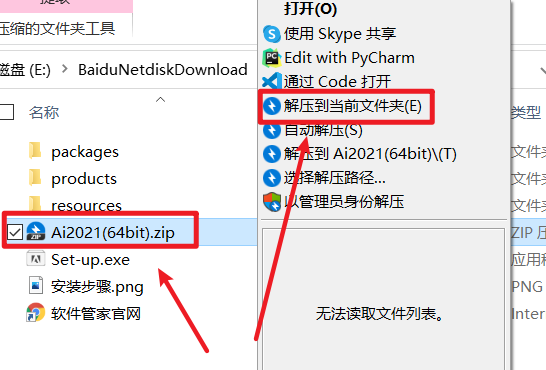 提取
压缩的文件夹工具
磁盘 (E:) > BaiduNetdiskDownload
名称
packages
products
resources
Ai2021(64bit).zip
Set-up.exe
安装步骤.png
软件管家官网
打开(O)
使用 Skype 共享
Edit with PyCharm
通过 Code 打开
解压到当前文件夹(E)
自动解压(S)
解压到 Ai2021(64bit)\(T)
选择解压路径...
以管理员身份解压
无法读取文件列表。
类型
文件夹
文件夹
文件夹
ZIP 压
应用程
PNG
Inter